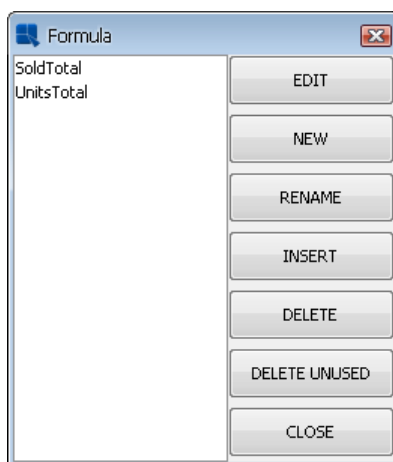 Formula
SoldTotal
UnitsTotal
EDIT
NEW
RENAME
INSERT
DELETE
DELETE UNUSED
CLOSE